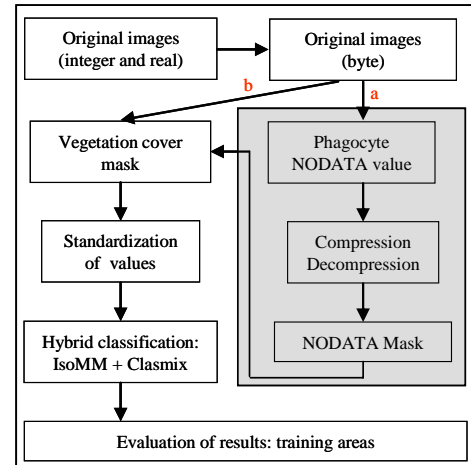 Original images
(integer and real)
Original images
(byte)
b
a
Vegetation cover
mask
Phagocyte
NODATA value
Standardization
of values
Compression
Decompression
Hybrid classification:
IsoMM + Clasmix
NODATA Mask
Evaluation of results: training areas